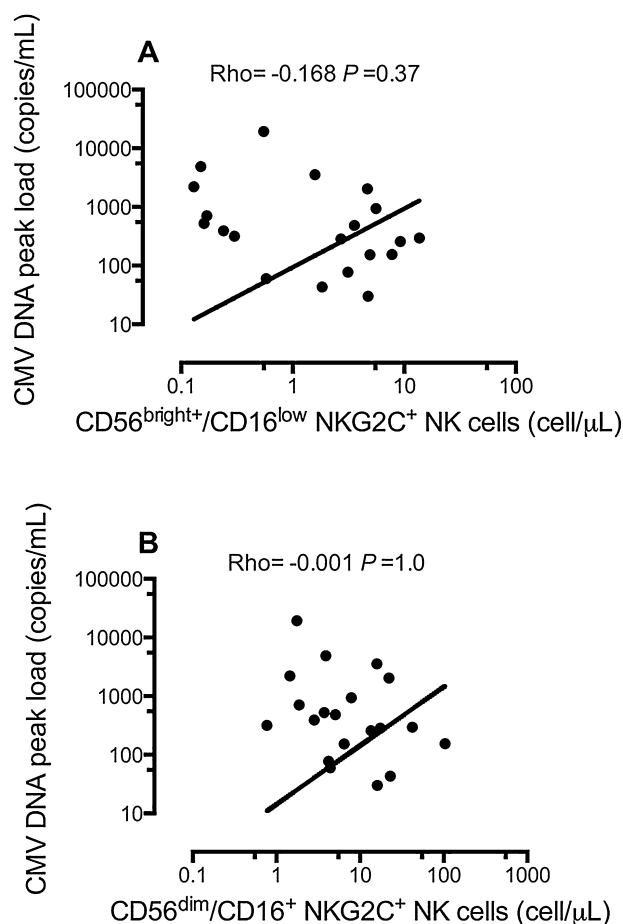 A
Rho= -0.168 P =0.37
CMV DNA peak load (copies/mL)
100000
10000
1000
100
10
0.1 1 10 100
CD56bright+/CD16low NKG2C+ NK cells (cell/μL)
B
Rho= -0.001 P =1.0
CMV DNA peak load (copies/mL)
100000
10000
1000
100
10
0.1 1 10 100 1000
CD56dim/CD16+ NKG2C+ NK cells (cell/μL)